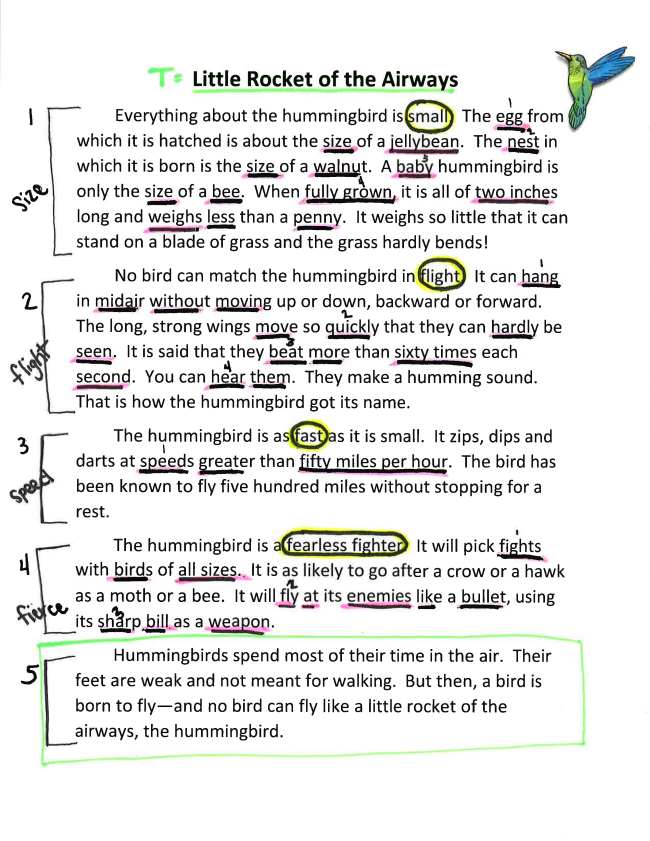 T= Little Rocket of the Airways
1
Size
Everything about the hummingbird is small. The egg from
which it is hatched is about the size of a jellybean. The nest in
which it is born is the size of a walnut. A baby hummingbird is
only the size of a bee. When fully grown, it is all of two inches
long and weighs less than a penny. It weighs so little that it can
stand on a blade of grass and the grass hardly bends!
1
2
3
4
2
flight
No bird can match the hummingbird in flight. It can hang
in midair without moving up or down, backward or forward.
The long, strong wings move so quickly that they can hardly be
seen. It is said that they beat more than sixty times each
second. You can hear them. They make a humming sound.
That is how the hummingbird got its name.
1
2
3
4
3
speed
The hummingbird is as fast as it is small. It zips, dips and
darts at speeds greater than fifty miles per hour. The bird has
been known to fly five hundred miles without stopping for a
rest.
1
4
fierce
The hummingbird is a fearless fighter. It will pick fights
with birds of all sizes. It is as likely to go after a crow or a hawk
as a moth or a bee. It will fly at its enemies like a bullet, using
its sharp bill as a weapon.
1
2
3
5
Hummingbirds spend most of their time in the air. Their
feet are weak and not meant for walking. But then, a bird is
born to fly—and no bird can fly like a little rocket of the
airways, the hummingbird.